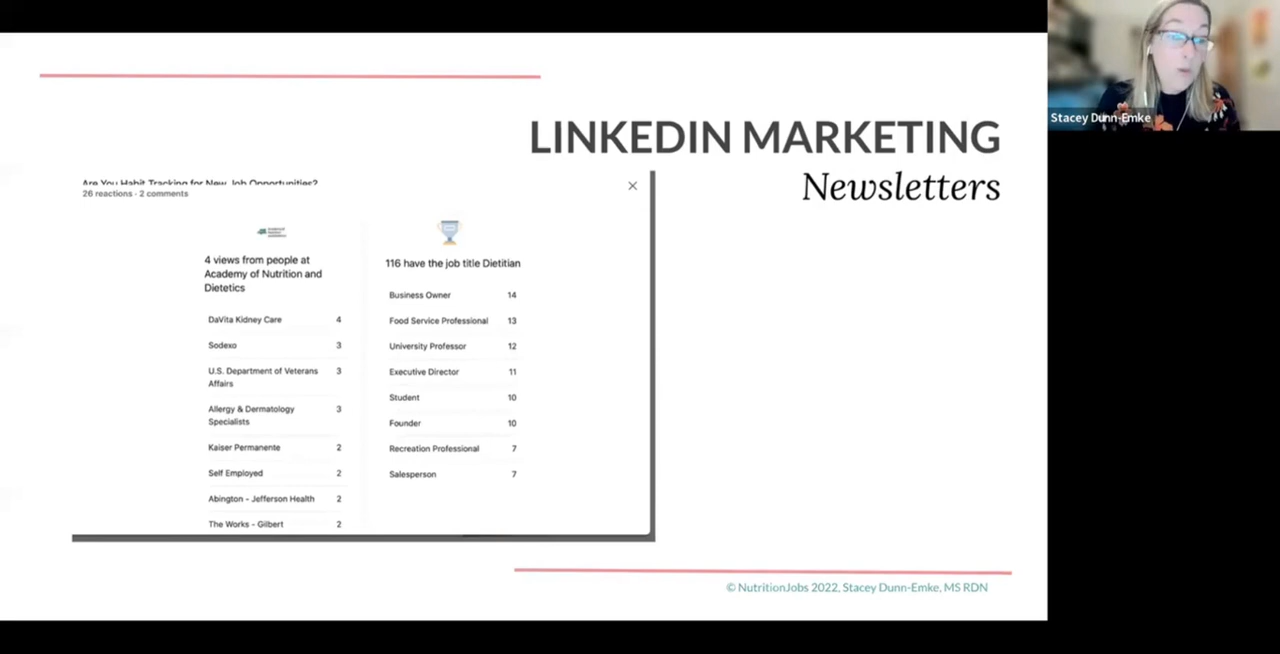 LINKEDIN MARKETING
Newsletters
Are You Habit Tracking for New Job Opportunities?
26 reactions · 2 comments
4 views from people at
Academy of Nutrition and
Dietetics
DaVita Kidney Care 4
Sodexo 3
U.S. Department of Veterans
Affairs 3
Allergy & Dermatology
Specialists 3
Kaiser Permanente 2
Self Employed 2
Abington - Jefferson Health 2
The Works - Gilbert 2
116 have the job title Dietitian
Business Owner 14
Food Service Professional 13
University Professor 12
Executive Director 11
Student 10
Founder 10
Recreation Professional 7
Salesperson 7
© NutritionJobs 2022, Stacey Dunn-Emke, MS RDN
Stacey Dunn-Emke